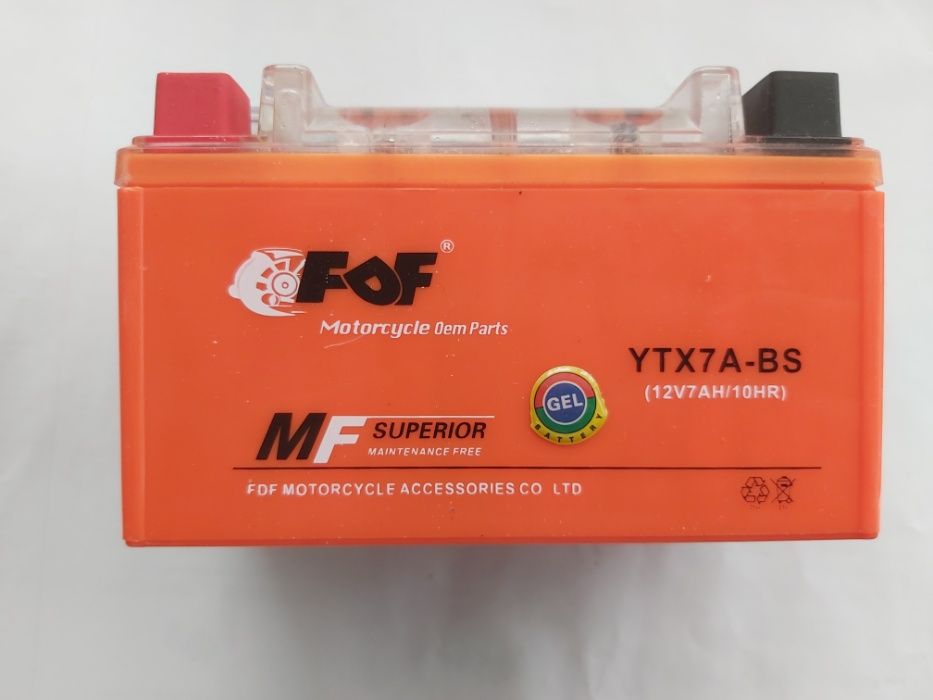 FDF®
Motorcycle Oem Parts
YTX7A-BS
(12V7AH/10HR)
GEL
BATTERY
MF SUPERIOR
MAINTENANCE FREE
FDF MOTORCYCLE ACCESSORIES CO LTD